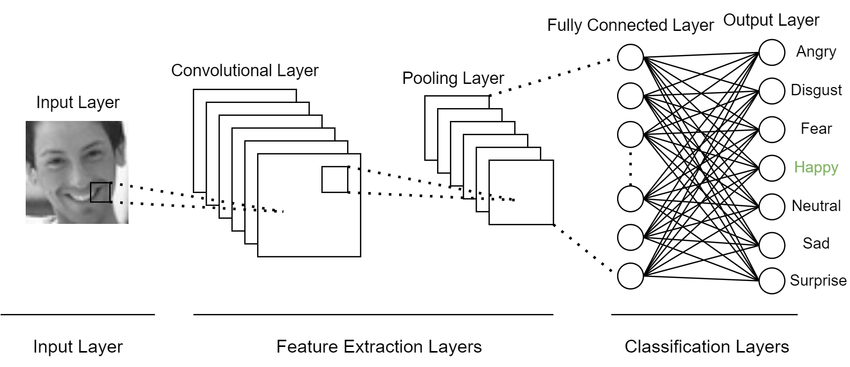 Fully Connected Layer
Output Layer
Convolutional Layer
Pooling Layer
Input Layer
Angry
Disgust
Fear
Happy
Neutral
Sad
Surprise
Input Layer
Feature Extraction Layers
Classification Layers